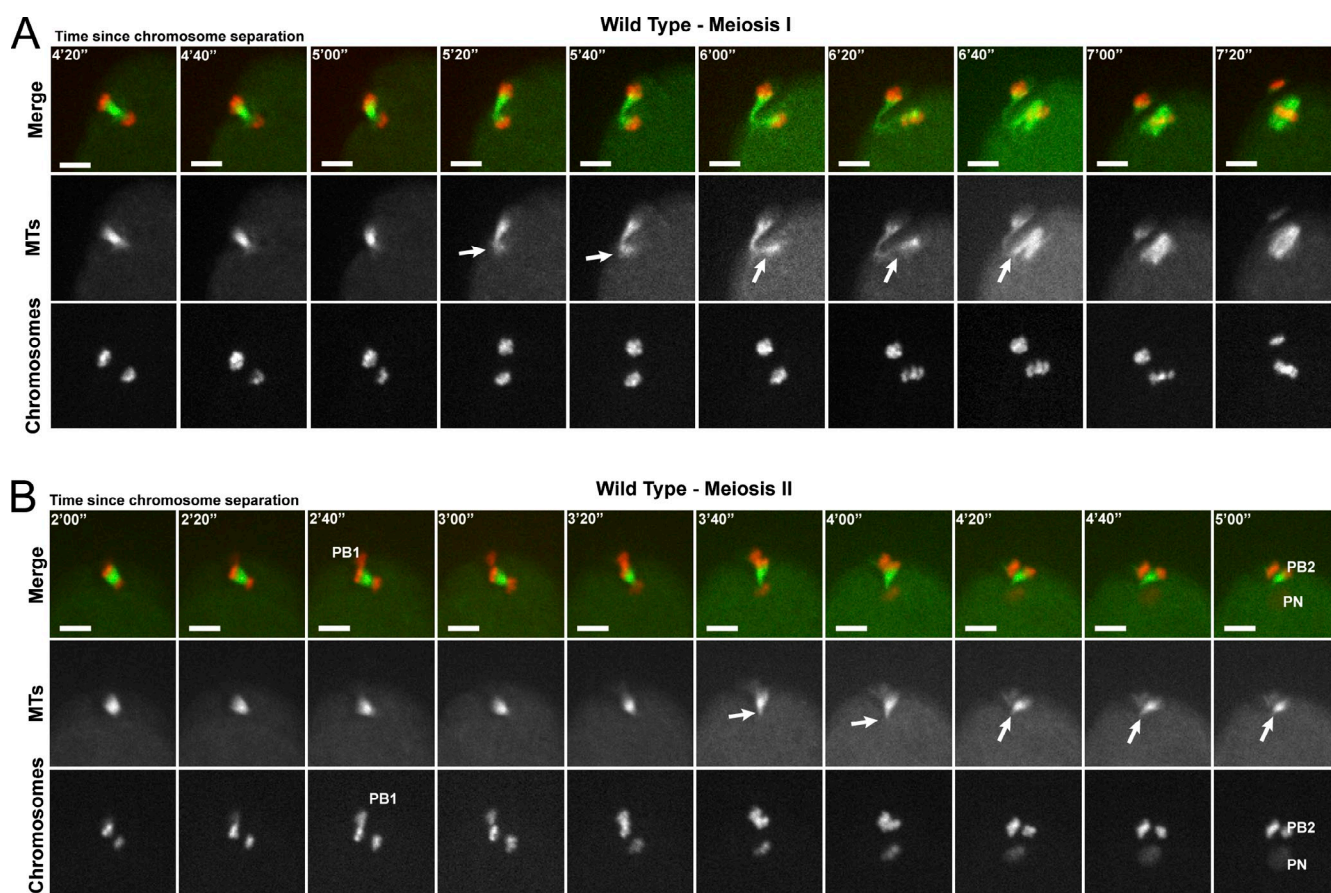 A
Wild Type - Meiosis I
Time since chromosome separation
4'20” 4'40” 5'00” 5'20” 5'40” 6'00” 6'20” 6'40” 7'00” 7'20”
Merge
MTs
Chromosomes
B
Wild Type - Meiosis II
Time since chromosome separation
2'00” 2'20” 2'40” 3'00” 3'20” 3'40” 4'00” 4'20” 4'40” 5'00”
Merge
PB1
PB2
PN
MTs
Chromosomes
PB1
PB2
PN